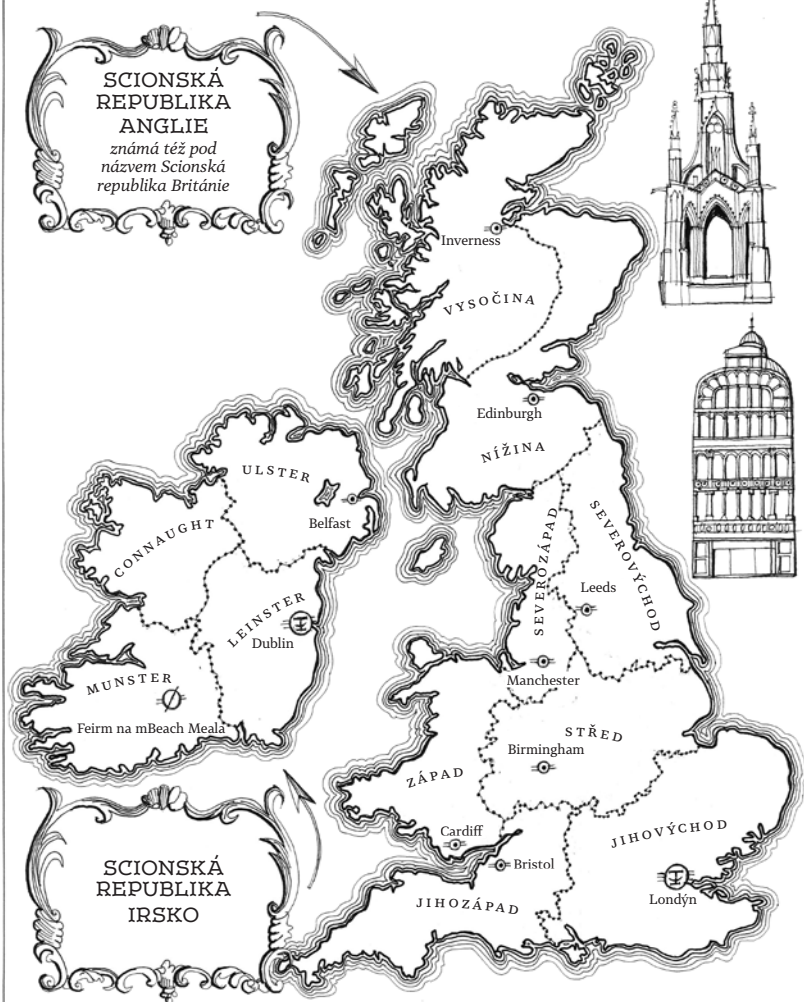 SCIONSKÁ
REPUBLIKA
ANGLIE
známá též pod
názvem Scionská
republika Británie
Inverness
VYSOČINA
Edinburgh
NÍŽINA
ULSTER
Belfast
CONNAUGHT
SEVEROZÁPAD
SEVEROVÝCHOD
Leeds
LEINSTER
Dublin
Manchester
MUNSTER
Feirm na mBeach Meala
STŘED
Birmingham
ZÁPAD
Cardiff
JIHOVÝCHOD
Bristol
Londýn
JIHOZÁPAD
SCIONSKÁ
REPUBLIKA
IRSKO